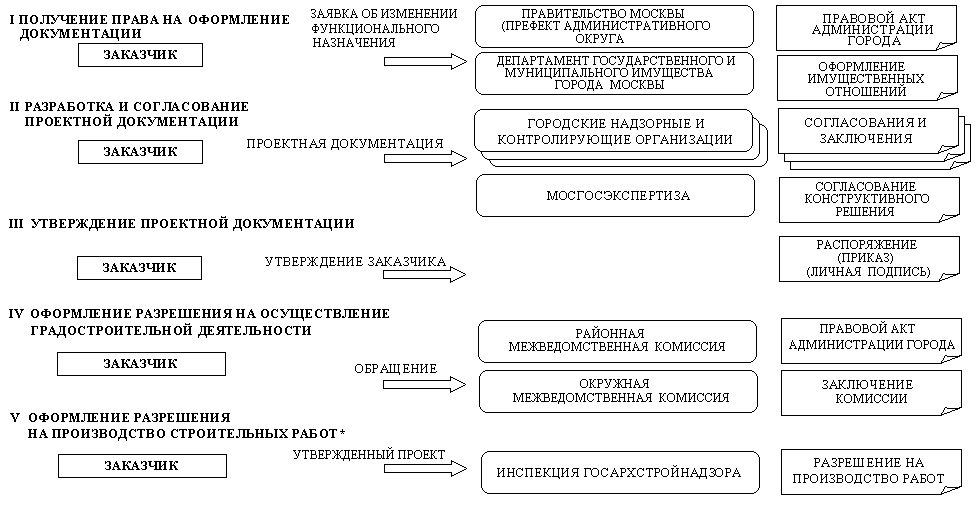 I ПОЛУЧЕНИЕ ПРАВА НА ОФОРМЛЕНИЕ
ДОКУМЕНТАЦИИ
ЗАКАЗЧИК
ЗАЯВКА ОБ ИЗМЕНЕНИИ
ФУНКЦИОНАЛЬНОГО
НАЗНАЧЕНИЯ
ПРАВИТЕЛЬСТВО МОСКВЫ
(ПРЕФЕКТ АДМИНИСТРАТИВНОГО
ОКРУГА
ПРАВОВОЙ АКТ
АДМИНИСТРАЦИИ
ГОРОДА
ДЕПАРТАМЕНТ ГОСУДАРСТВЕННОГО И
МУНИЦИПАЛЬНОГО ИМУЩЕСТВА
ГОРОДА МОСКВЫ
ОФОРМЛЕНИЕ
ИМУЩЕСТВЕННЫХ
ОТНОШЕНИЙ
II РАЗРАБОТКА И СОГЛАСОВАНИЕ
ПРОЕКТНОЙ ДОКУМЕНТАЦИИ
ЗАКАЗЧИК
ПРОЕКТНАЯ ДОКУМЕНТАЦИЯ
ГОРОДСКИЕ НАДЗОРНЫЕ И
КОНТРОЛИРУЮЩИЕ ОРГАНИЗАЦИИ
СОГЛАСОВАНИЯ И
ЗАКЛЮЧЕНИЯ
МОСГОСЭКСПЕРТИЗА
СОГЛАСОВАНИЕ
КОНСТРУКТИВНОГО
РЕШЕНИЯ
III УТВЕРЖДЕНИЕ ПРОЕКТНОЙ ДОКУМЕНТАЦИИ
ЗАКАЗЧИК
УТВЕРЖДЕНИЕ ЗАКАЗЧИКА
РАСПОРЯЖЕНИЕ
(ПРИКАЗ)
(ЛИЧНАЯ ПОДПИСЬ)
IV ОФОРМЛЕНИЕ РАЗРЕШЕНИЯ НА ОСУЩЕСТВЛЕНИЕ
ГРАДОСТРОИТЕЛЬНОЙ ДЕЯТЕЛЬНОСТИ
ЗАКАЗЧИК
ОБРАЩЕНИЕ
РАЙОННАЯ
МЕЖВЕДОМСТВЕННАЯ КОМИССИЯ
ПРАВОВОЙ АКТ
АДМИНИСТРАЦИИ ГОРОДА
ОКРУЖНАЯ
МЕЖВЕДОМСТВЕННАЯ КОМИССИЯ
ЗАКЛЮЧЕНИЕ
КОМИССИИ
V ОФОРМЛЕНИЕ РАЗРЕШЕНИЯ
НА ПРОИЗВОДСТВО СТРОИТЕЛЬНЫХ РАБОТ*
ЗАКАЗЧИК
УТВЕРЖДЕННЫЙ ПРОЕКТ
ИНСПЕКЦИЯ ГОСАРХСТРОЙНАДЗОРА
РАЗРЕШЕНИЕ НА
ПРОИЗВОДСТВО РАБОТ